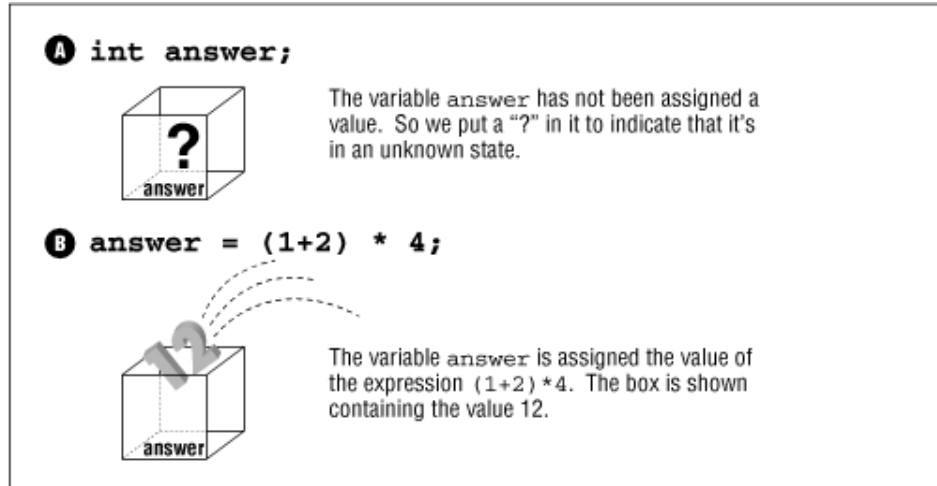 A int answer;
The variable answer has not been assigned a
value. So we put a “?” in it to indicate that it's
in an unknown state.
?
answer
B answer = (1+2) * 4;
12
The variable answer is assigned the value of
the expression (1+2)*4. The box is shown
containing the value 12.
answer